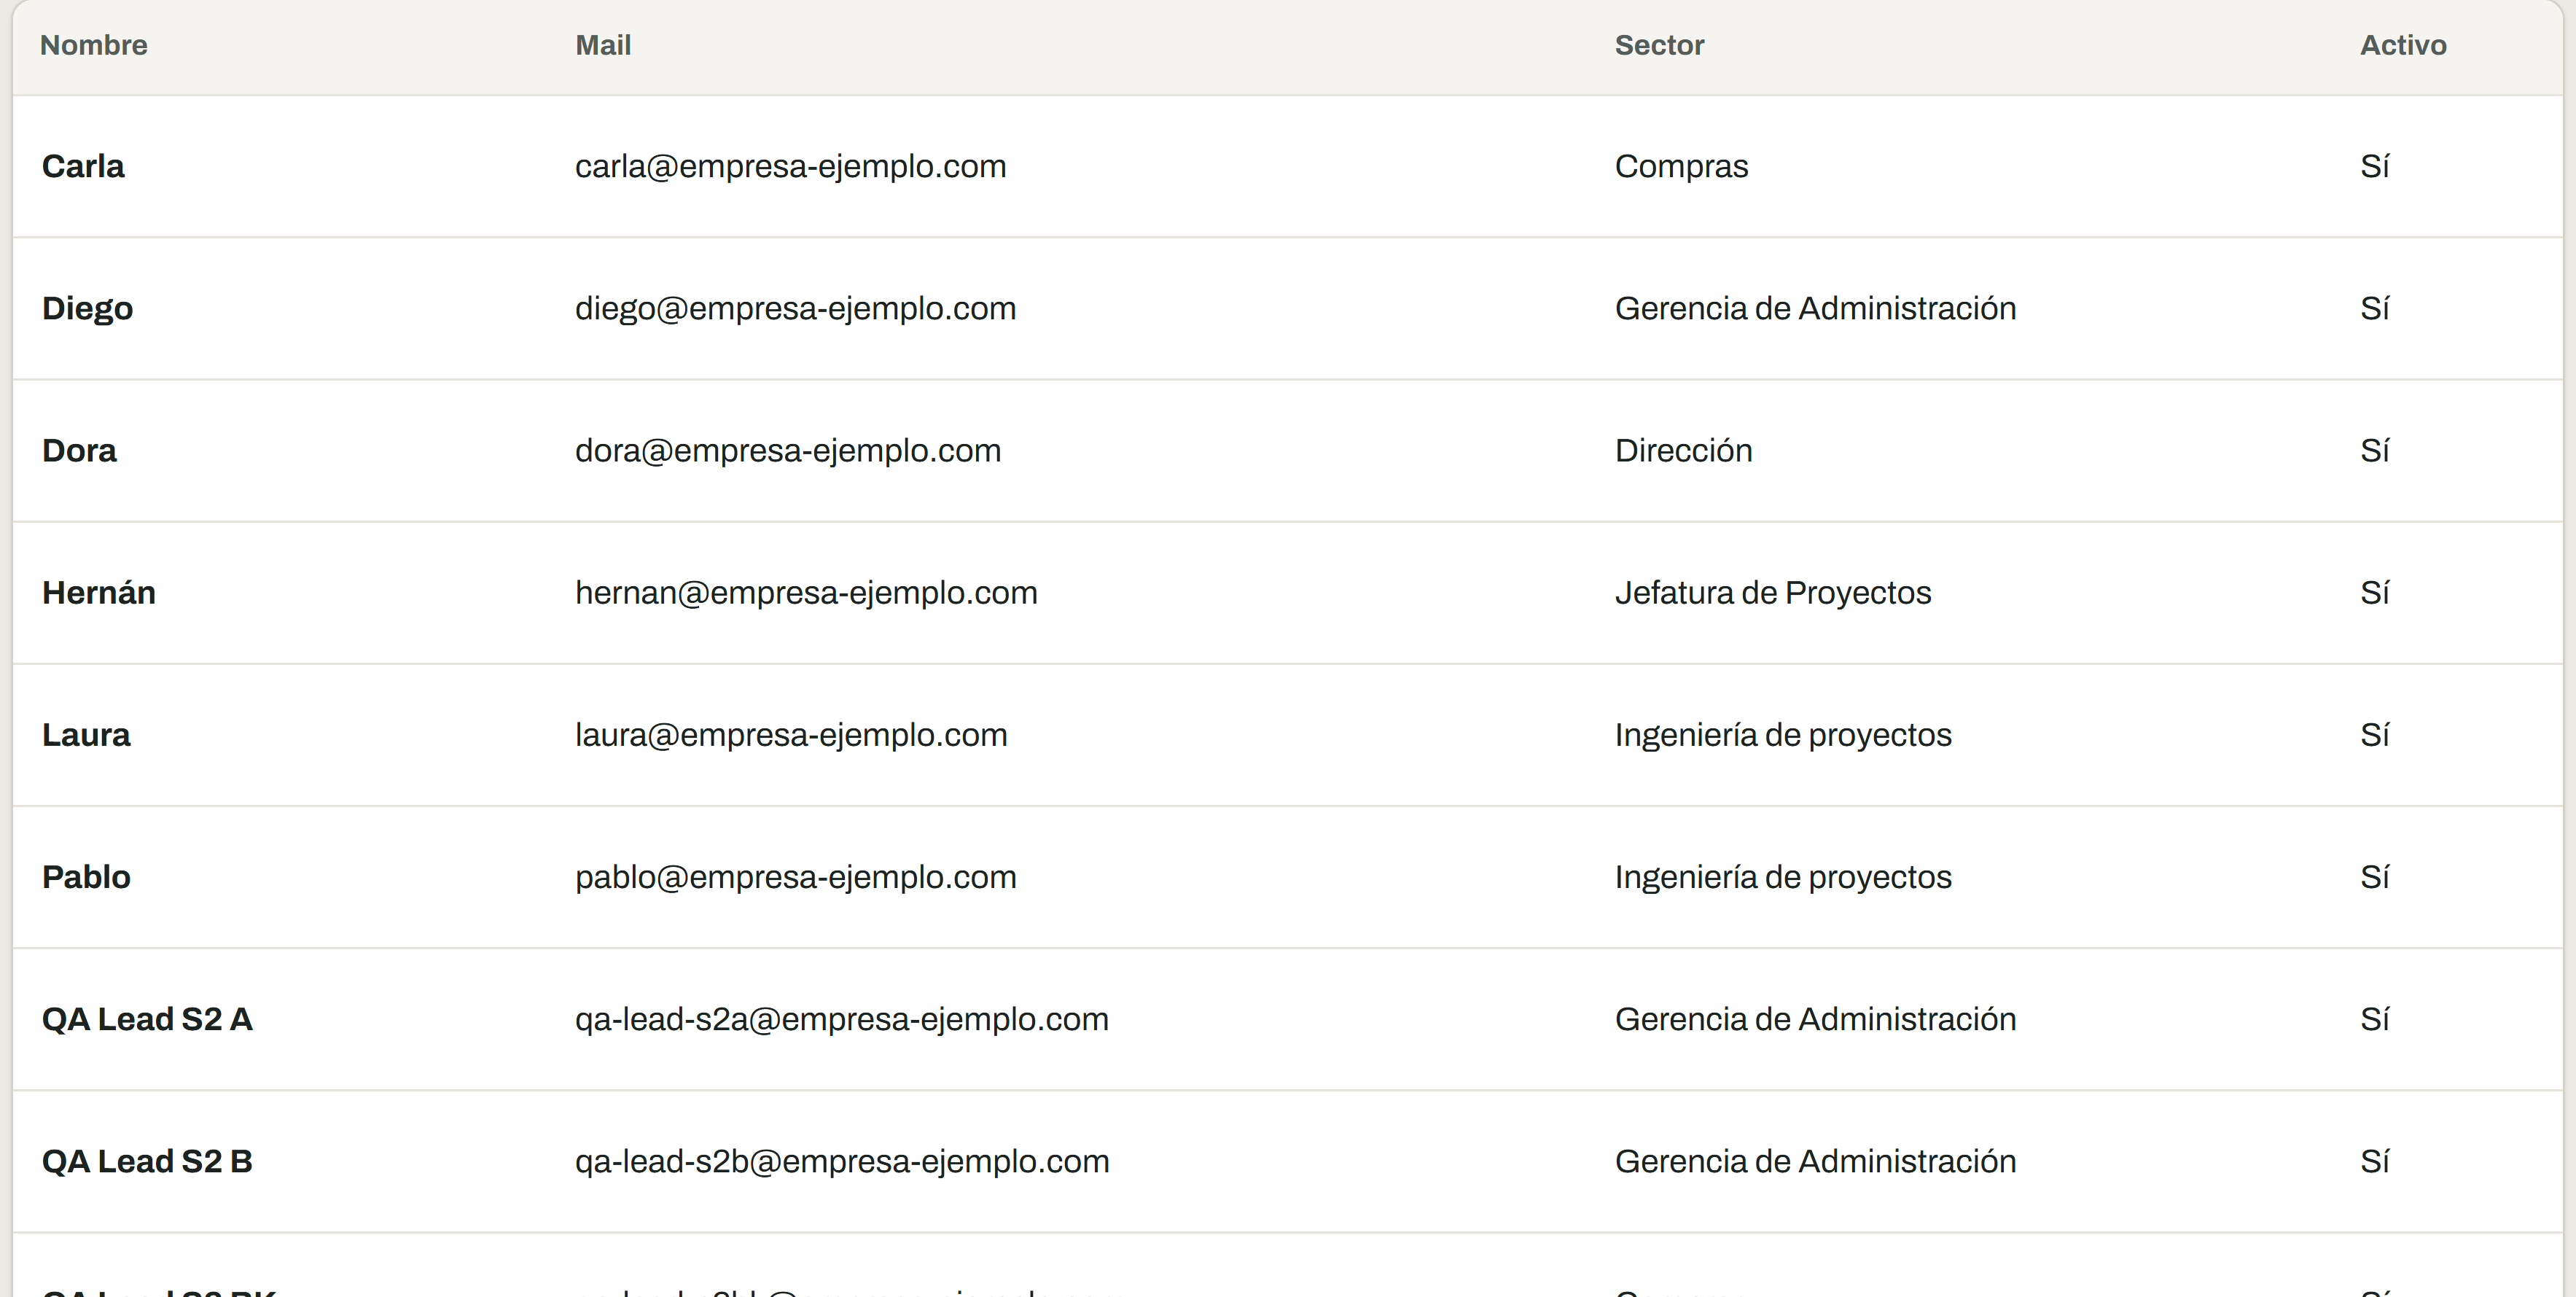 Nombre Mail Sector Activo
Carla carla@empresa-ejemplo.com Compras Sí
Diego diego@empresa-ejemplo.com Gerencia de Administración Sí
Dora dora@empresa-ejemplo.com Dirección Sí
Hernán hernan@empresa-ejemplo.com Jefatura de Proyectos Sí
Laura laura@empresa-ejemplo.com Ingeniería de proyectos Sí
Pablo pablo@empresa-ejemplo.com Ingeniería de proyectos Sí
QA Lead S2 A qa-lead-s2a@empresa-ejemplo.com Gerencia de Administración Sí
QA Lead S2 B qa-lead-s2b@empresa-ejemplo.com Gerencia de Administración Sí